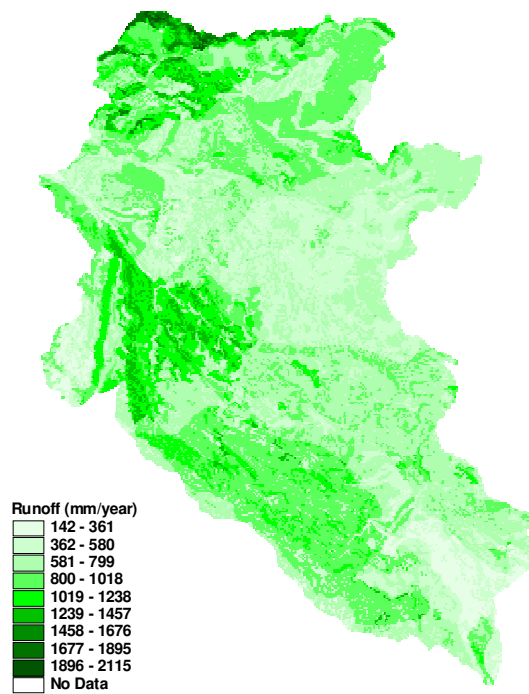 Runoff (mm/year)
142 - 361
362 - 580
581 - 799
800 - 1018
1019 - 1238
1239 - 1457
1458 - 1676
1677 - 1895
1896 - 2115
No Data